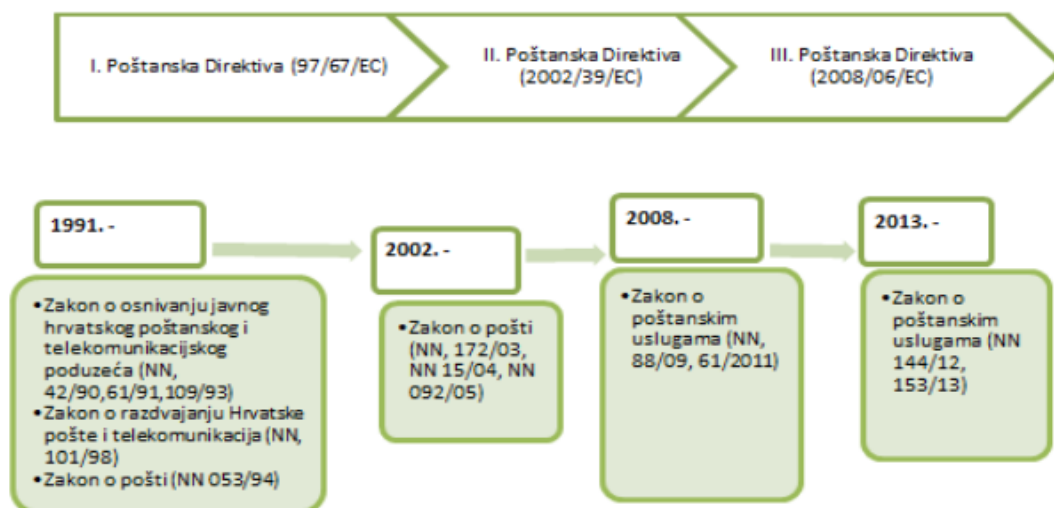 I. Poštanska Direktiva (97/67/EC)
II. Poštanska Direktiva
(2002/39/EC)
III. Poštanska Direktiva
(2008/06/EC)
1991. -
•Zakon o osnivanju javnog
hrvatskog poštanskog i
telekomunikacijskog
poduzeća (NN,
42/90,61/91,109/93)
•Zakon o razdvajanju Hrvatske
pošte i telekomunikacija (NN,
101/98)
•Zakon o pošti (NN 053/94)
2002. -
•Zakon o pošti
(NN, 172/03,
NN 15/04, NN
092/05)
2008. -
•Zakon o
poštanskim
uslugama (NN,
88/09, 61/2011)
2013. -
•Zakon o
poštanskim
uslugama (NN
144/12,
153/13)